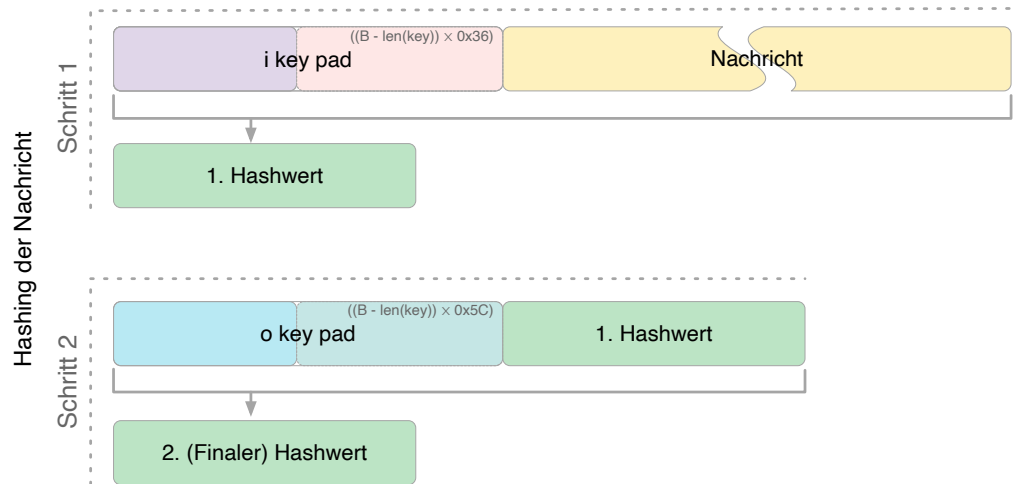 Hashing der Nachricht
Schritt 1
((B - len(key)) × 0x36)
i key pad
Nachricht
1. Hashwert
Schritt 2
((B - len(key)) × 0x5C)
o key pad
1. Hashwert
2. (Finaler) Hashwert